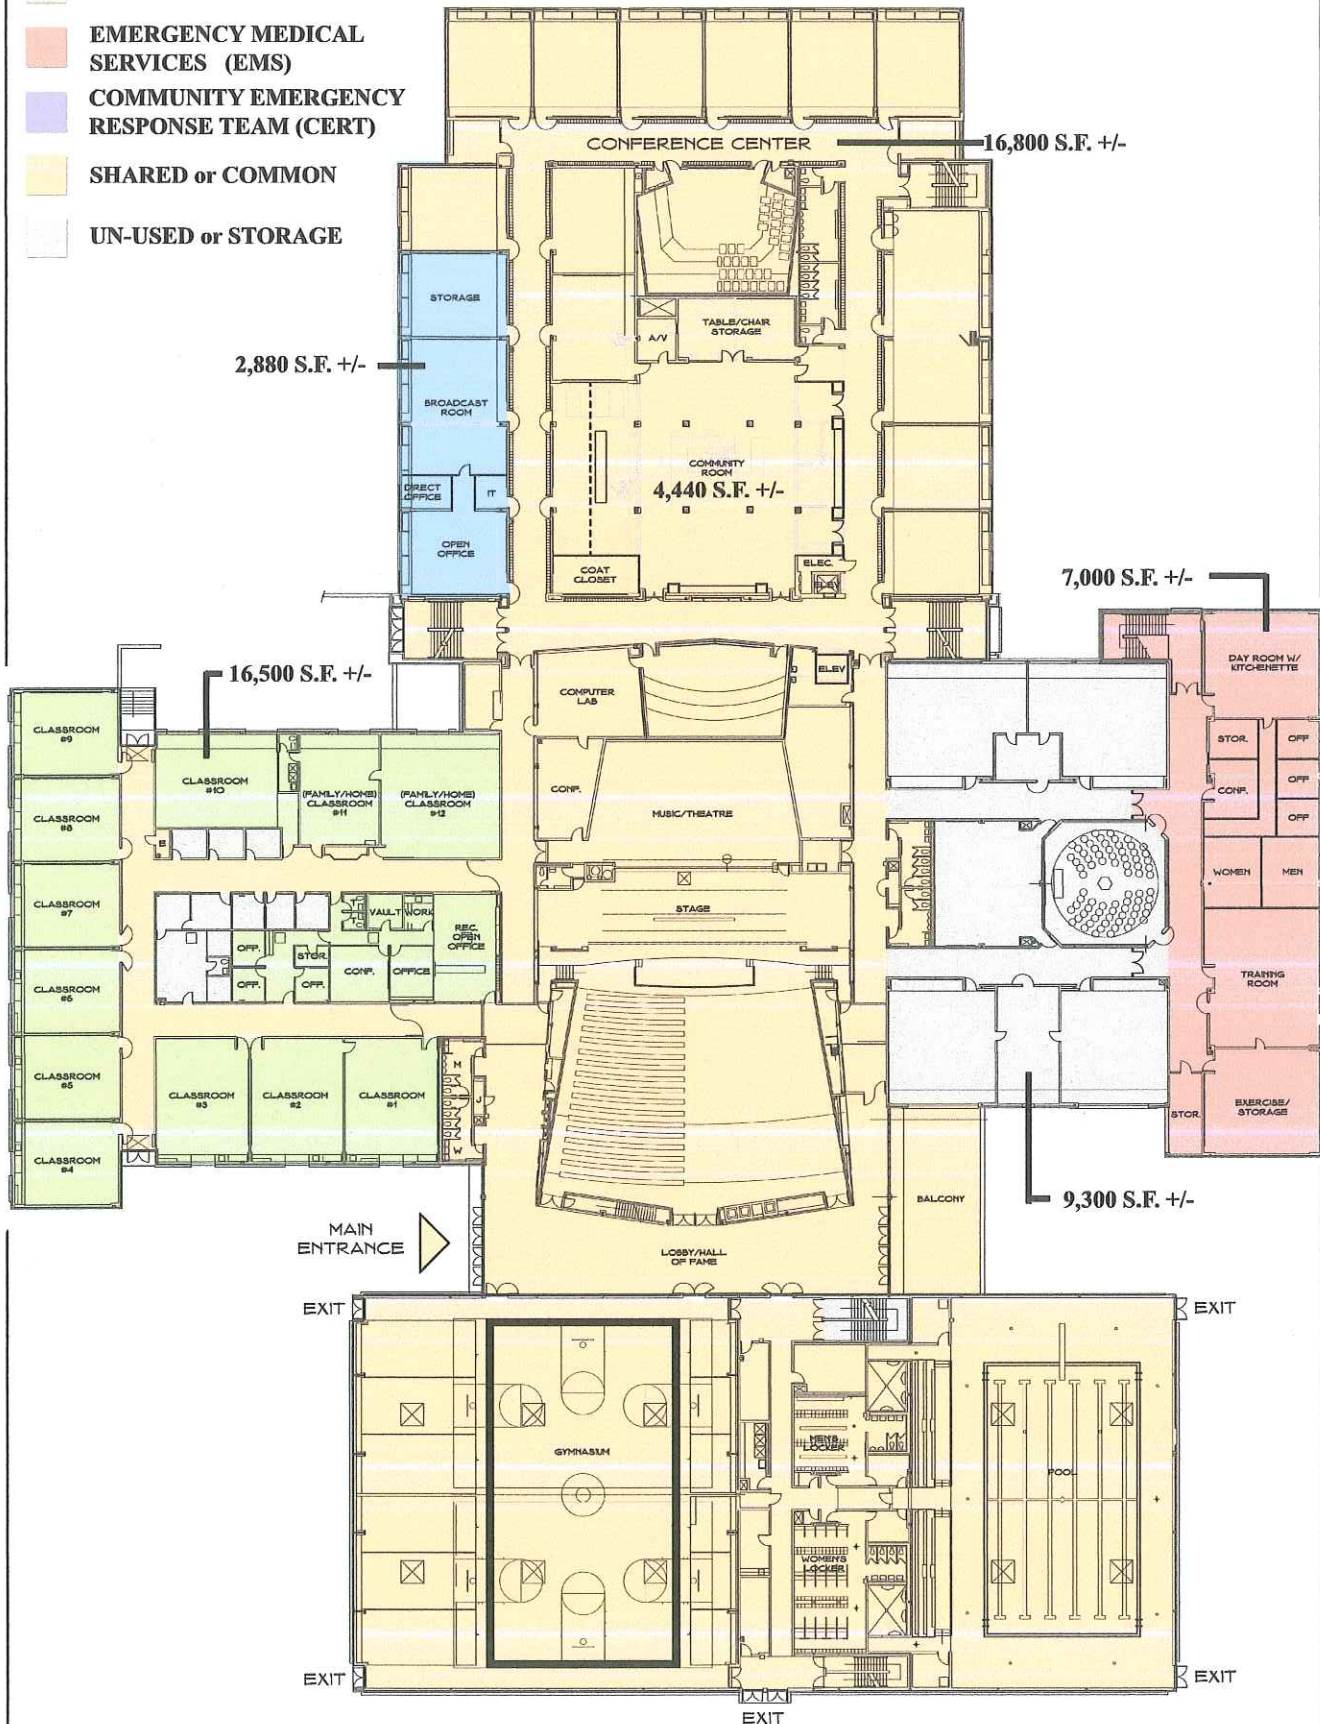 EMERGENCY MEDICAL
SERVICES (EMS)
COMMUNITY EMERGENCY
RESPONSE TEAM (CERT)
SHARED or COMMON
UN-USED or STORAGE
CONFERENCE CENTER
16,800 S.F. +/-
STORAGE
TABLE/CHAIR
STORAGE
A/V
2,880 S.F. +/-
BROADCAST
ROOM
COMMUNITY
ROOM
4,440 S.F. +/-
DIRECT
OFFICE
IT
OPEN
OFFICE
COAT
CLOSET
ELEC.
ELEV
7,000 S.F. +/-
DAY ROOM W/
KITCHENETTE
16,500 S.F. +/-
COMPUTER
LAB
ELEV
CLASSROOM
#9
STOR.
OFF
CLASSROOM
#10
(FAMILY/HOME)
CLASSROOM
#11
(FAMILY/HOME)
CLASSROOM
#12
CONF.
OFF
CONF.
OFF
CLASSROOM
#8
MUSIC/THEATRE
E
WOMEN
MEN
CLASSROOM
#7
VAULT
WORK
STAGE
REC.
OPEN
OFFICE
OFF.
STOR.
CONF.
OFFICE
OFF.
OFF.
CLASSROOM
#6
TRAINING
ROOM
CLASSROOM
#5
M
CLASSROOM
#3
CLASSROOM
#2
CLASSROOM
#1
J
W
STOR.
EXERCISE/
STORAGE
CLASSROOM
#4
BALCONY
9,300 S.F. +/-
MAIN
ENTRANCE
LOBBY/HALL
OF FAME
EXIT
EXIT
GYMNASIUM
MEN'S
LOCKER
POOL
WOMEN'S
LOCKER
EXIT
EXIT
EXIT